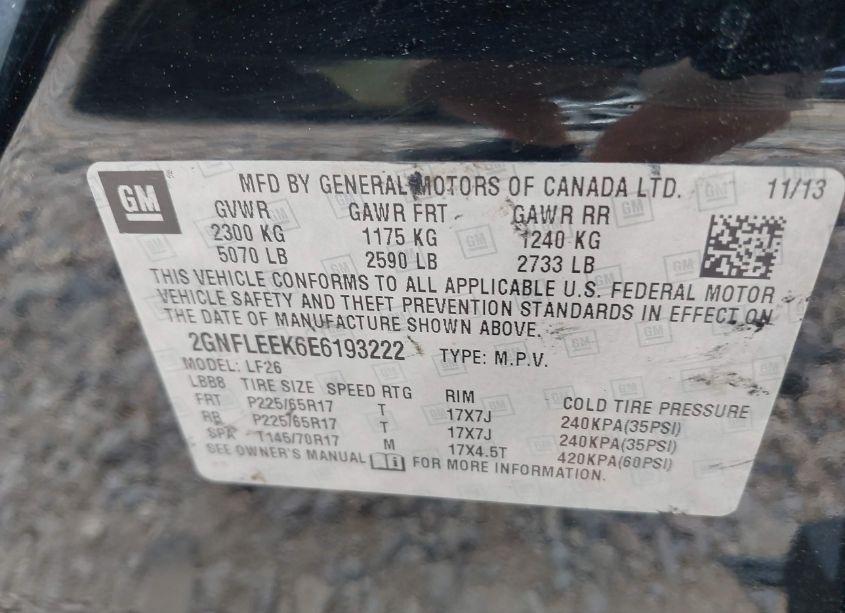 GM
MFD BY GENERAL MOTORS OF CANADA LTD. 11/13
GVWR GAWR FRT GAWR RR
2300 KG 1175 KG 1240 KG
5070 LB 2590 LB 2733 LB
THIS VEHICLE CONFORMS TO ALL APPLICABLE U.S. FEDERAL MOTOR
VEHICLE SAFETY AND THEFT PREVENTION STANDARDS IN EFFECT ON
THE DATE OF MANUFACTURE SHOWN ABOVE.
2GNFLEEK6E6193222 TYPE: M.P.V.
MODEL: LF26
LBB8 TIRE SIZE SPEED RTG RIM COLD TIRE PRESSURE
FRT P225/65R17 T 17X7J 240KPA(35PSI)
RR P225/65R17 T 17X7J 240KPA(35PSI)
SPA T145/70R17 M 17X4.5T 420KPA(60PSI)
SEE OWNER'S MANUAL FOR MORE INFORMATION.